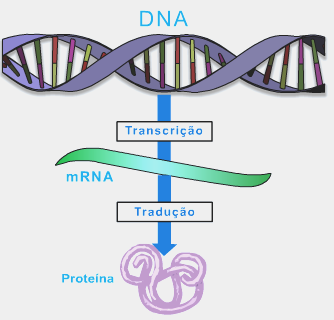 DNA
Transcrição
mRNA
Tradução
Proteína